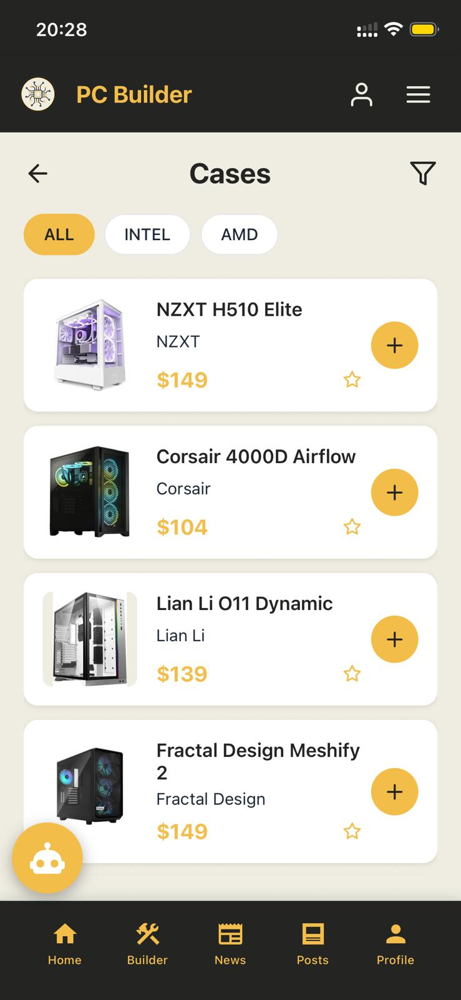 20:28
PC Builder
Cases
ALL
INTEL
AMD
NZXT H510 Elite
NZXT
$149
Corsair 4000D Airflow
Corsair
$104
Lian Li O11 Dynamic
Lian Li
$139
Fractal Design Meshify
2
Fractal Design
$149
Home
Builder
News
Posts
Profile